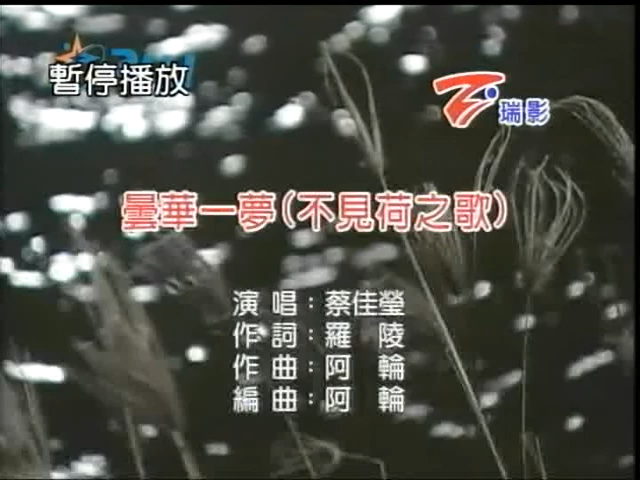 暫停播放
瑞影
曇華一夢(不見荷之歌)
演 唱：蔡佳瑩
作 詞：羅 陵
作 曲：阿 輪
編 曲：阿 輪